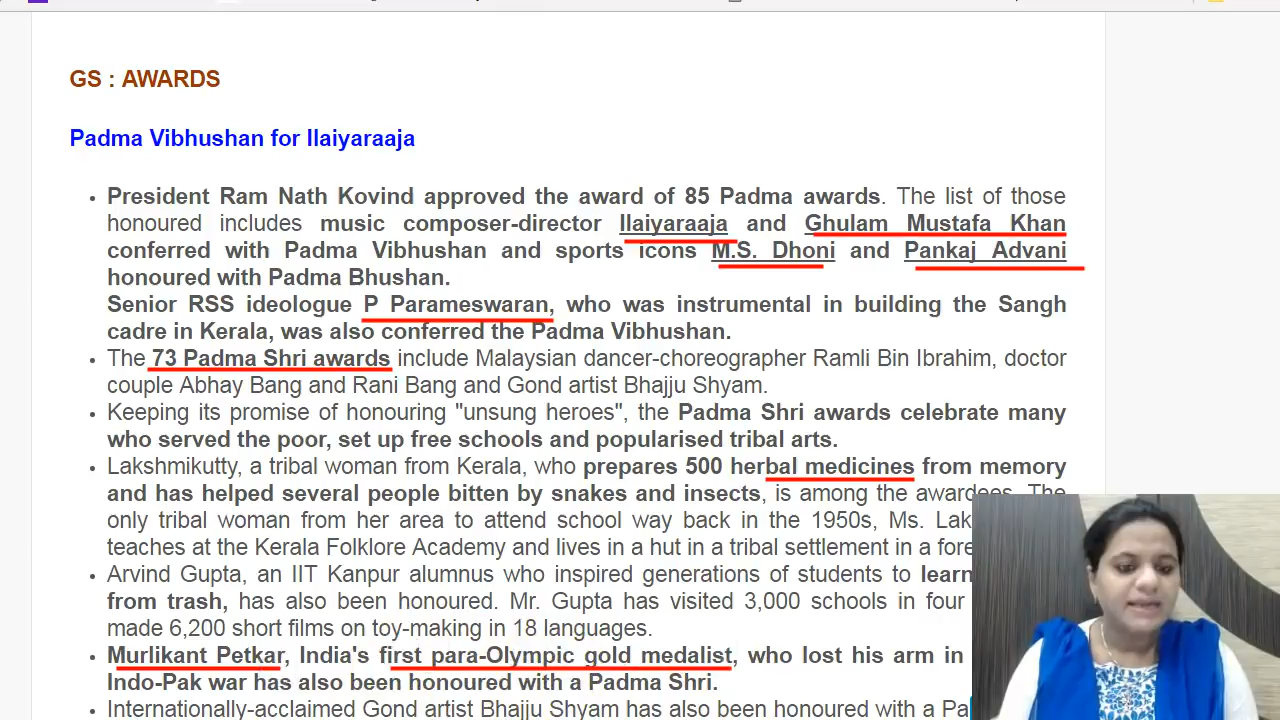 GS : AWARDS
Padma Vibhushan for Ilaiyaraaja
• President Ram Nath Kovind approved the award of 85 Padma awards. The list of those
honoured includes music composer-director Ilaiyaraaja and Ghulam Mustafa Khan
conferred with Padma Vibhushan and sports icons M.S. Dhoni and Pankaj Advani
honoured with Padma Bhushan.
Senior RSS ideologue P Parameswaran, who was instrumental in building the Sangh
cadre in Kerala, was also conferred the Padma Vibhushan.
• The 73 Padma Shri awards include Malaysian dancer-choreographer Ramli Bin Ibrahim, doctor
couple Abhay Bang and Rani Bang and Gond artist Bhajju Shyam.
• Keeping its promise of honouring "unsung heroes", the Padma Shri awards celebrate many
who served the poor, set up free schools and popularised tribal arts.
• Lakshmikutty, a tribal woman from Kerala, who prepares 500 herbal medicines from memory
and has helped several people bitten by snakes and insects, is among the awardees. The
only tribal woman from her area to attend school way back in the 1950s, Ms. Lak
teaches at the Kerala Folklore Academy and lives in a hut in a tribal settlement in a fore
• Arvind Gupta, an IIT Kanpur alumnus who inspired generations of students to learn
from trash, has also been honoured. Mr. Gupta has visited 3,000 schools in four
made 6,200 short films on toy-making in 18 languages.
• Murlikant Petkar, India's first para-Olympic gold medalist, who lost his arm in
Indo-Pak war has also been honoured with a Padma Shri.
• Internationally-acclaimed Gond artist Bhajju Shyam has also been honoured with a Pa